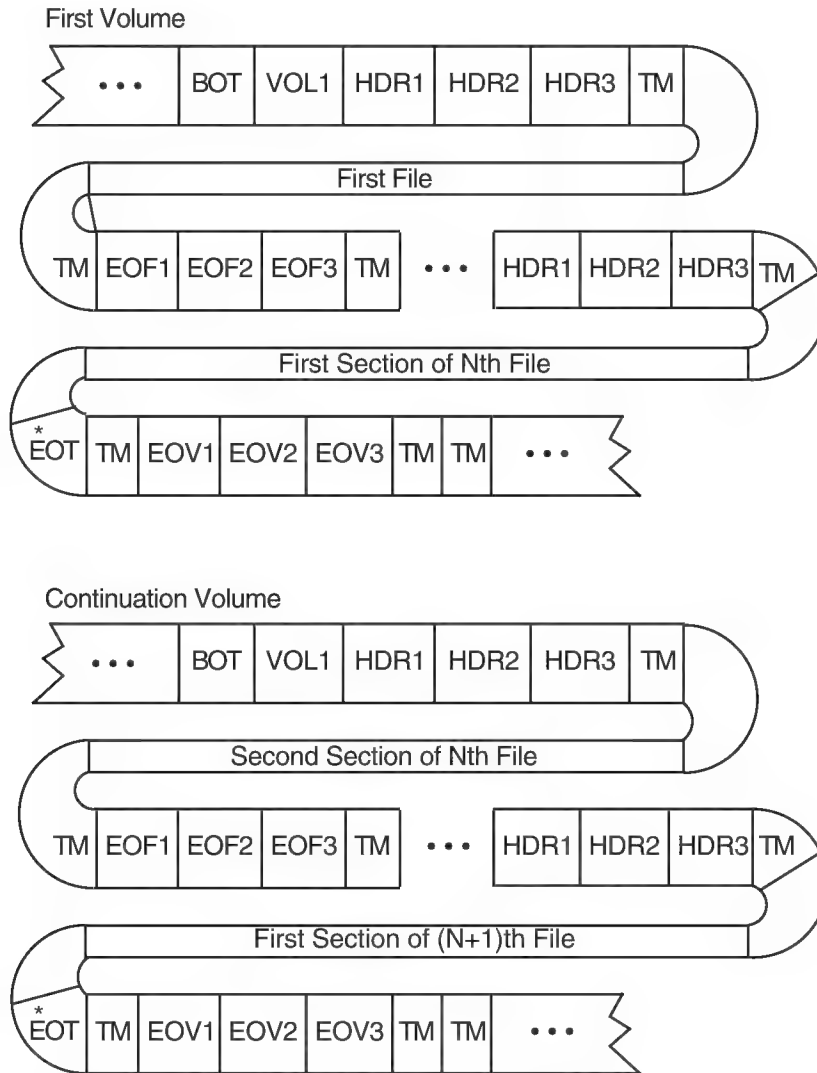 First Volume
••• BOT VOL1 HDR1 HDR2 HDR3 TM
First File
TM EOF1 EOF2 EOF3 TM ••• HDR1 HDR2 HDR3 TM
First Section of Nth File
*
EOT TM EOV1 EOV2 EOV3 TM TM •••
Continuation Volume
••• BOT VOL1 HDR1 HDR2 HDR3 TM
Second Section of Nth File
TM EOF1 EOF2 EOF3 TM ••• HDR1 HDR2 HDR3 TM
First Section of (N+1)th File
*
EOT TM EOV1 EOV2 EOV3 TM TM •••